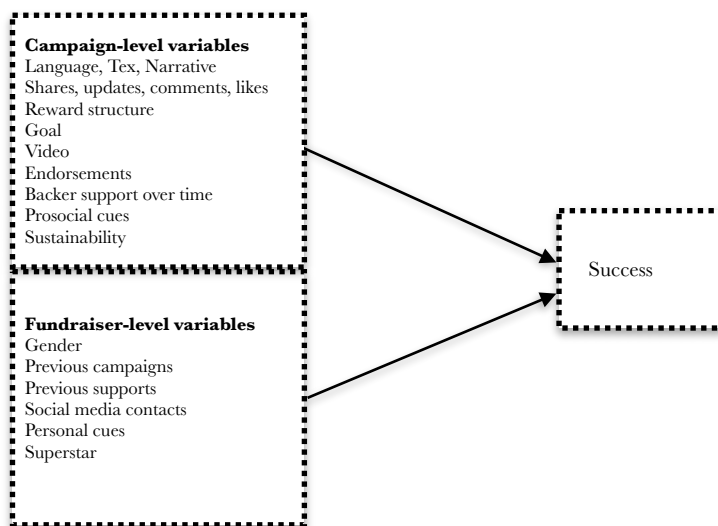 Campaign-level variables
Language, Tex, Narrative
Shares, updates, comments, likes
Reward structure
Goal
Video
Endorsements
Backer support over time
Prosocial cues
Sustainability
Fundraiser-level variables
Gender
Previous campaigns
Previous supports
Social media contacts
Personal cues
Superstar
Success